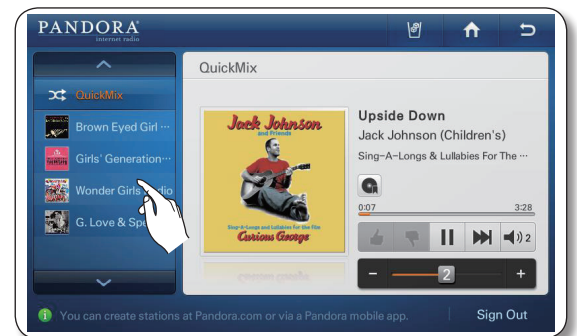 PANDORA
internet radio
QuickMix
Brown Eyed Girl ...
Girls' Generation...
Wonder Girls
G. Love &
QuickMix
Jack Johnson
and Friends
Sing-A-Longs and Lullabies for the film
Curious George
Upside Down
Jack Johnson (Children's)
Sing-A-Longs & Lullabies For The ...
0:07 3:28
2
- 2 +
You can create stations at Pandora.com or via a Pandora mobile app.
Sign Out